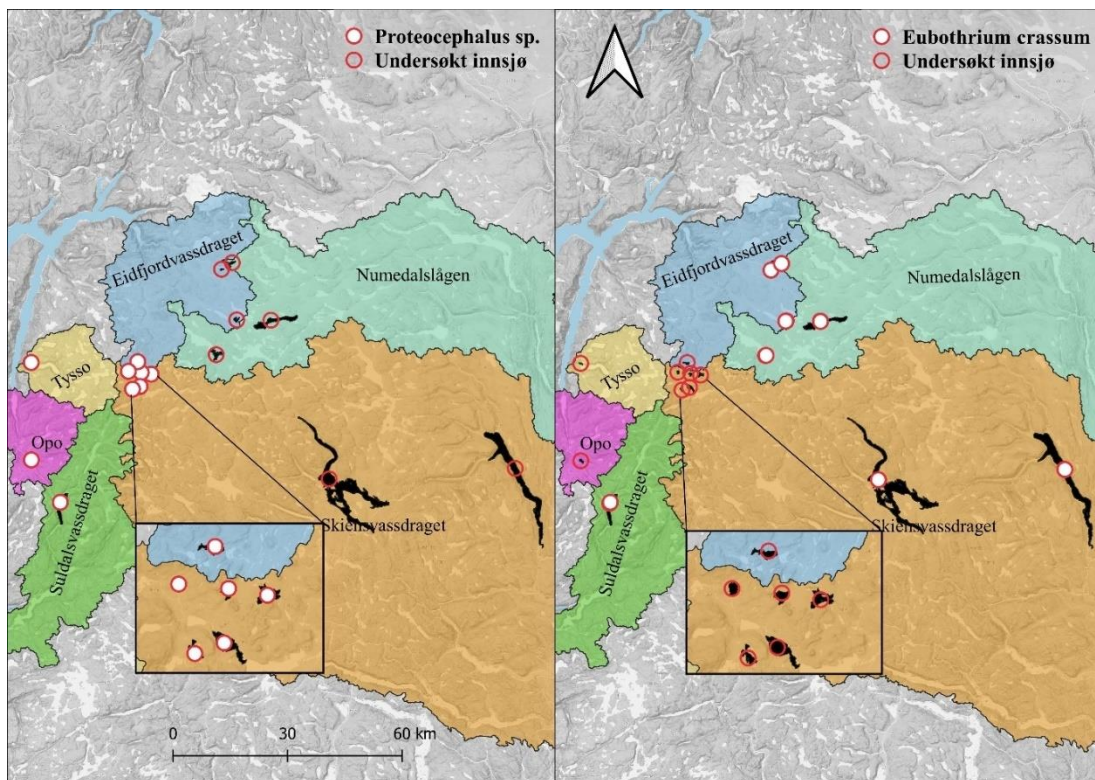 Proteocephalus sp.
Undersøkt innsjø
Eidfjordvassdraget
Numedalslågen
Tysso
Opo
Suldalsvassdraget
Skiensvassdraget
0 30 60 km
Eubothrium crassum
Undersøkt innsjø
Eidfjordvassdraget
Numedalslågen
Tysso
Opo
Suldalsvassdraget
Skiensvassdraget